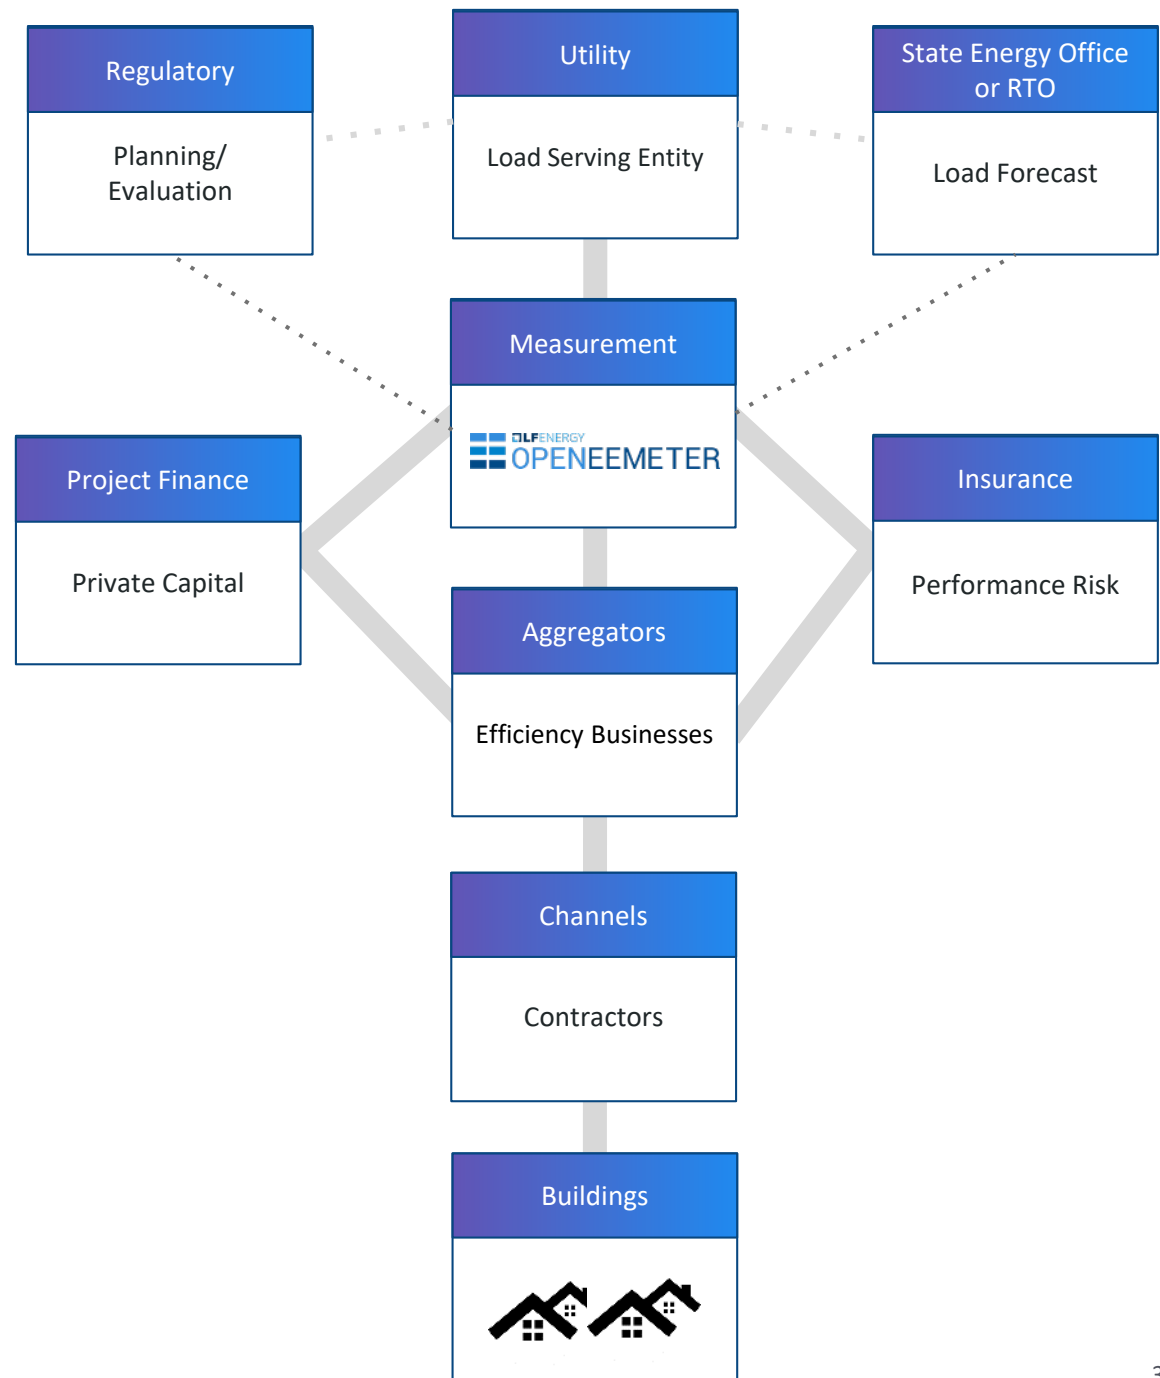 Regulatory
Planning/
Evaluation
Utility
Load Serving Entity
State Energy Office
or RTO
Load Forecast
Measurement
LFENERGY
OPENEEMETER
Project Finance
Private Capital
Insurance
Performance Risk
Aggregators
Efficiency Businesses
Channels
Contractors
Buildings